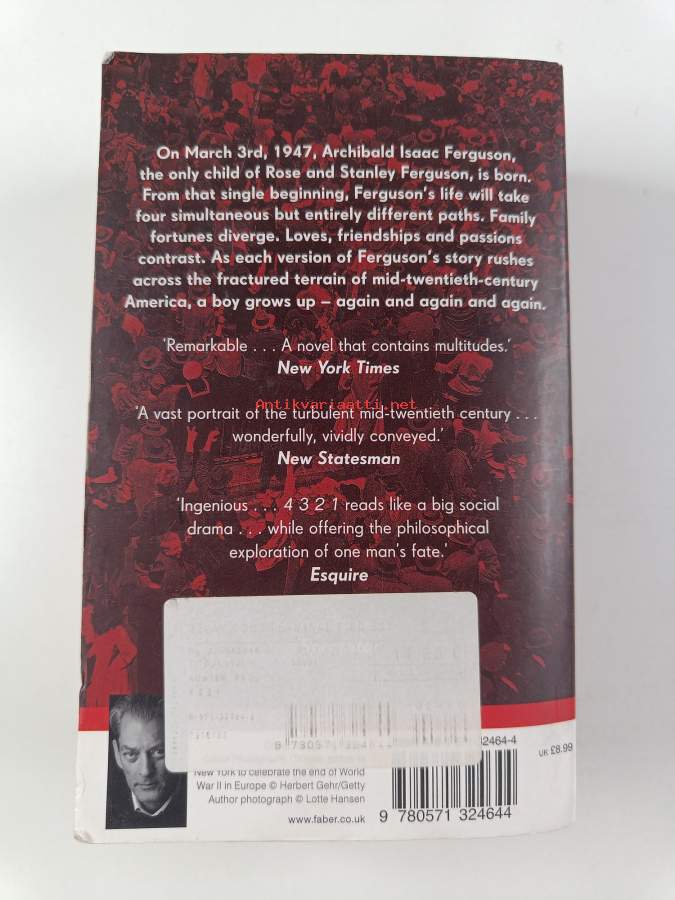 On March 3rd, 1947, Archibald Isaac Ferguson,
the only child of Rose and Stanley Ferguson, is born.
From that single beginning, Ferguson's life will take
four simultaneous but entirely different paths. Family
fortunes diverge. Loves, friendships and passions
contrast. As each version of Ferguson's story rushes
across the fractured terrain of mid-twentieth-century
America, a boy grows up – again and again and again.
'Remarkable . . . A novel that contains multitudes.'
New York Times
Antikvariaatti.net
'A vast portrait of the turbulent mid-twentieth century . . .
wonderfully, vividly conveyed.'
New Statesman
'Ingenious . . . 4 3 2 1 reads like a big social
drama . . . while offering the philosophical
exploration of one man's fate.'
Esquire
32464-4
UK £8.99
New York to celebrate the end of World
War II in Europe © Herbert Gehr/Getty
Author photograph © Lotte Hansen
www.faber.co.uk
9 780571 324644